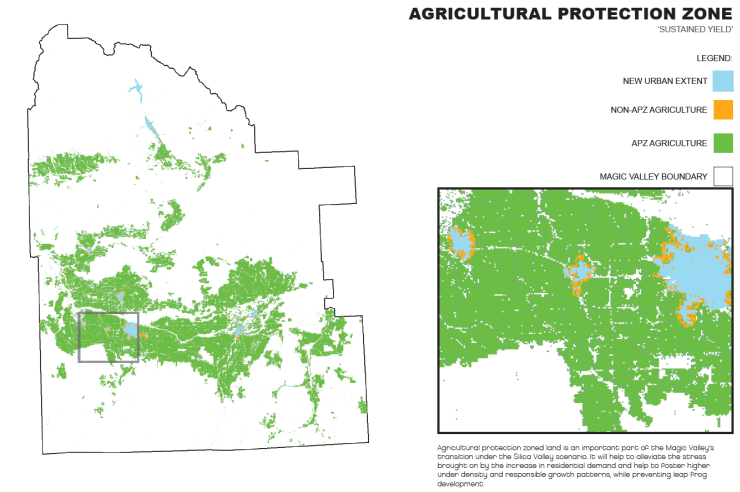 AGRICULTURAL PROTECTION ZONE
'SUSTAINED YIELD'
LEGEND:
NEW URBAN EXTENT
NON-APZ AGRICULTURE
APZ AGRICULTURE
MAGIC VALLEY BOUNDARY
Agricultural protection zoned land is an important part of the Magic Valley's
transition under the Silica Valley scenario. It will help to alleviate the stress
brought on by the increase in residential demand and help to foster higher
under density and responsible growth patterns, while preventing leap frog
development.